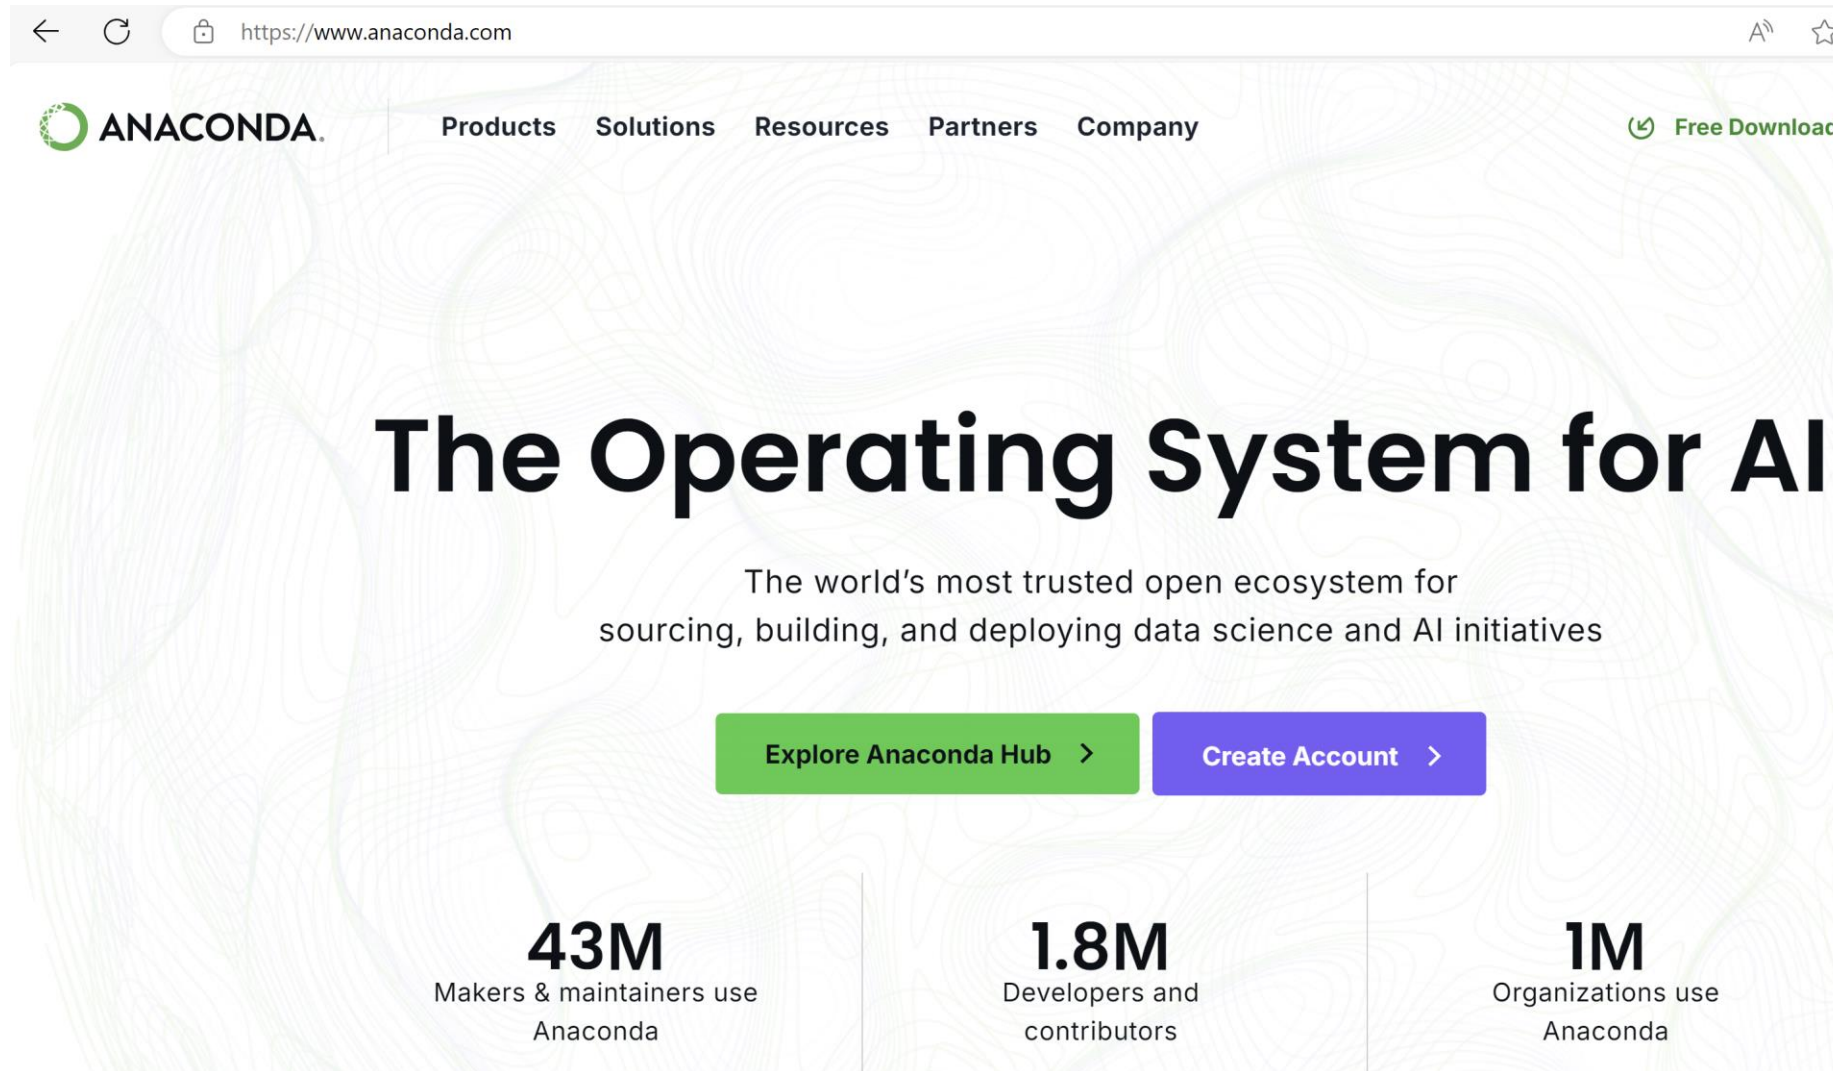 https://www.anaconda.com
ANACONDA.
Products Solutions Resources Partners Company
Free Download
The Operating System for AI
The world’s most trusted open ecosystem for
sourcing, building, and deploying data science and AI initiatives
Explore Anaconda Hub
Create Account
43M
Makers & maintainers use
Anaconda
1.8M
Developers and
contributors
1M
Organizations use
Anaconda